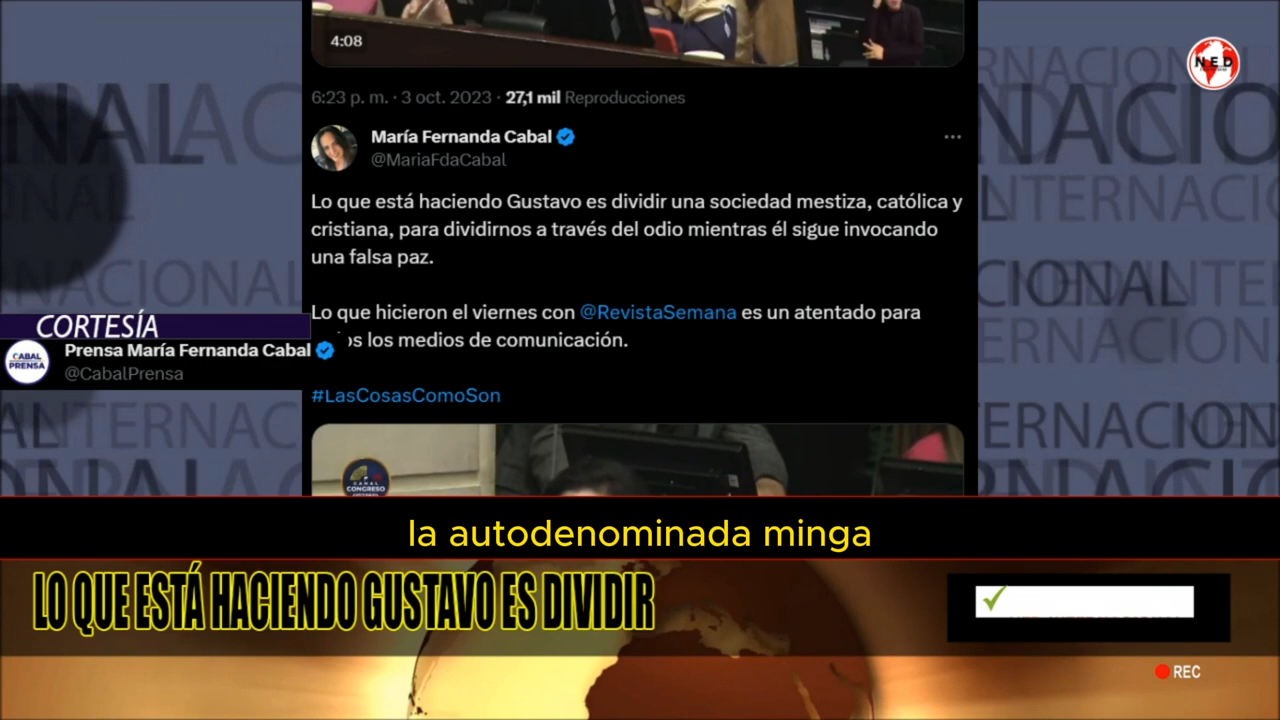 4:08
6:23 p. m. · 3 oct. 2023 · 27,1 mil Reproducciones
María Fernanda Cabal
@MariaFdaCabal
Lo que está haciendo Gustavo es dividir una sociedad mestiza, católica y
cristiana, para dividirnos a través del odio mientras él sigue invocando
una falsa paz.
Lo que hicieron el viernes con @RevistaSemana es un atentado para
os los medios de comunicación.
#LasCosasComoSon
CORTESÍA
Prensa María Fernanda Cabal
@CabalPrensa
CABAL
PRENSA
CANAL
CONGRESO
NED
la autodenominada minga
LO QUE ESTÁ HACIENDO GUSTAVO ES DIVIDIR
REC
NACIONAL
INTERNACIONAL